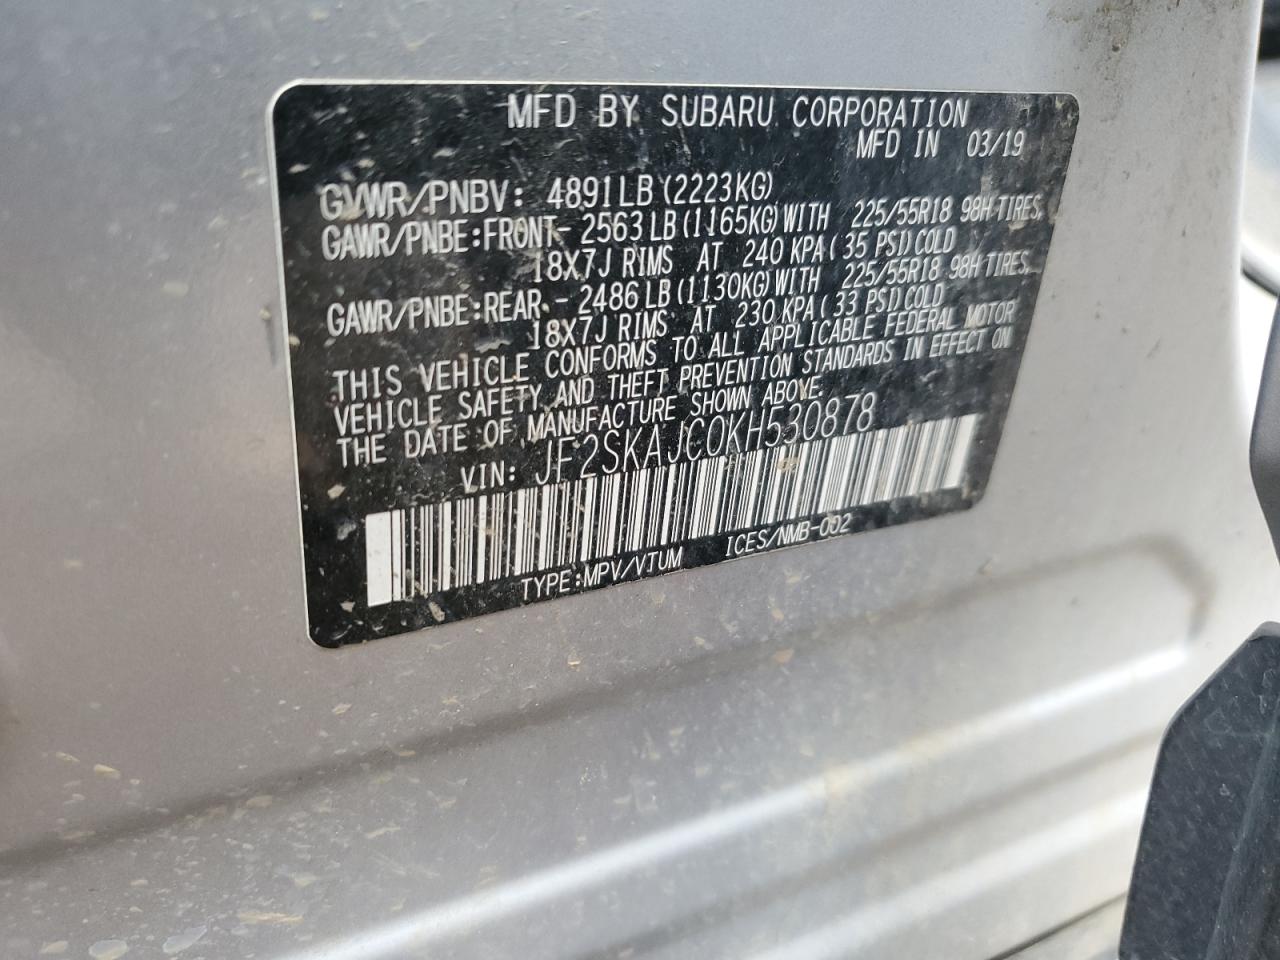 MFD BY SUBARU CORPORATION
MFD IN 03/19
GVWR/PNBV: 4891LB (2223KG)
GAWR/PNBE:FRONT- 2563LB (1165KG) WITH 225/55R18 98H TIRES,
18X7J RIMS AT 240 KPA (35 PSI) COLD
GAWR/PNBE:REAR - 2486LB (1130KG) WITH 225/55R18 98H TIRES,
18X7J RIMS AT 230 KPA (33 PSI) COLD
THIS VEHICLE CONFORMS TO ALL APPLICABLE FEDERAL MOTOR
VEHICLE SAFETY AND THEFT PREVENTION STANDARDS IN EFFECT ON
THE DATE OF MANUFACTURE SHOWN ABOVE.
VIN: JF2SKAJC0KH530878
TYPE:MPV/VTUM ICES/NMB-002